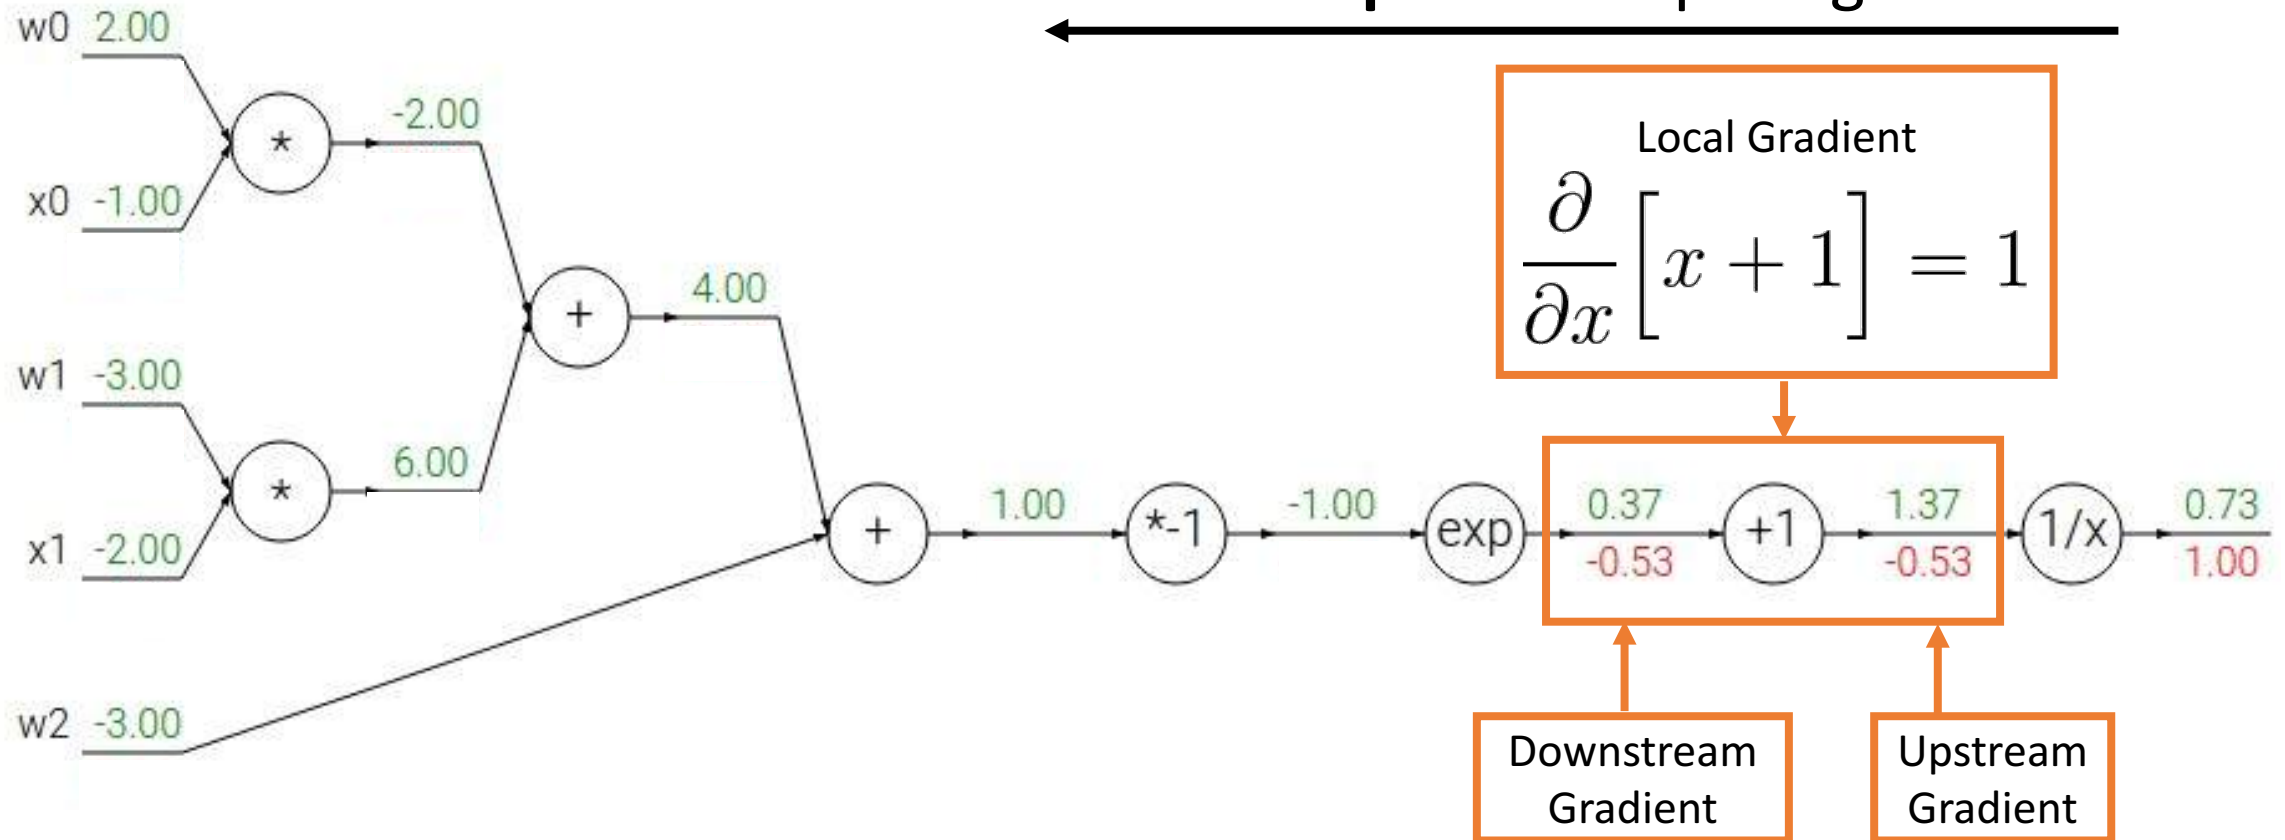 w0 2.00
x0 -1.00
*
-2.00
w1 -3.00
x1 -2.00
*
6.00
+
4.00
w2 -3.00
+
1.00
*-1
-1.00
exp
0.37
-0.53
+1
1.37
-0.53
1/x
0.73
1.00
Local Gradient
∂/∂x [x + 1] = 1
Downstream
Gradient
Upstream
Gradient